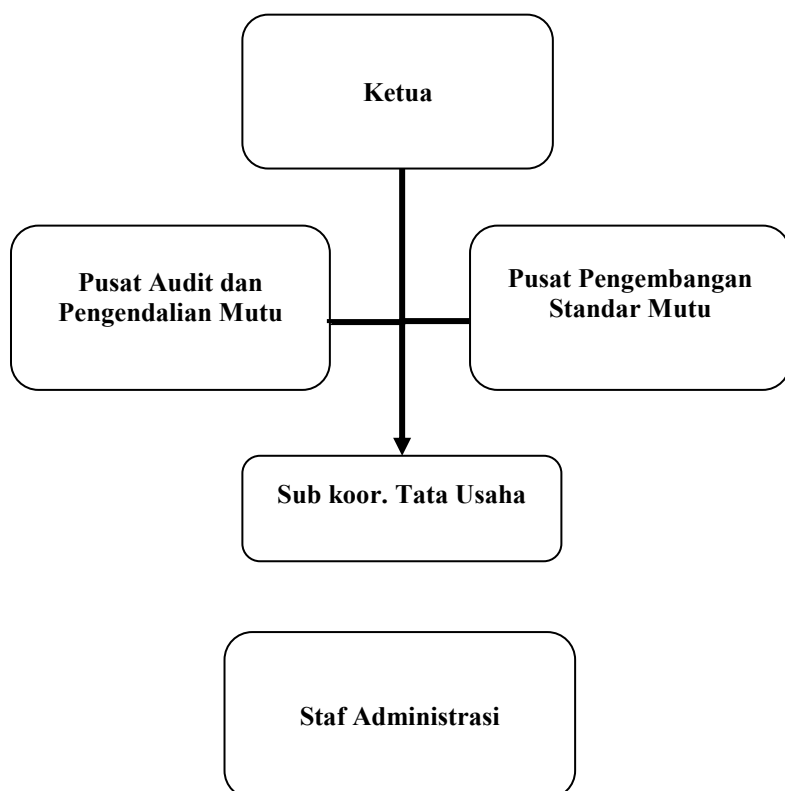 Ketua
Pusat Audit dan
Pengendalian Mutu
Pusat Pengembangan
Standar Mutu
Sub koor. Tata Usaha
Staf Administrasi